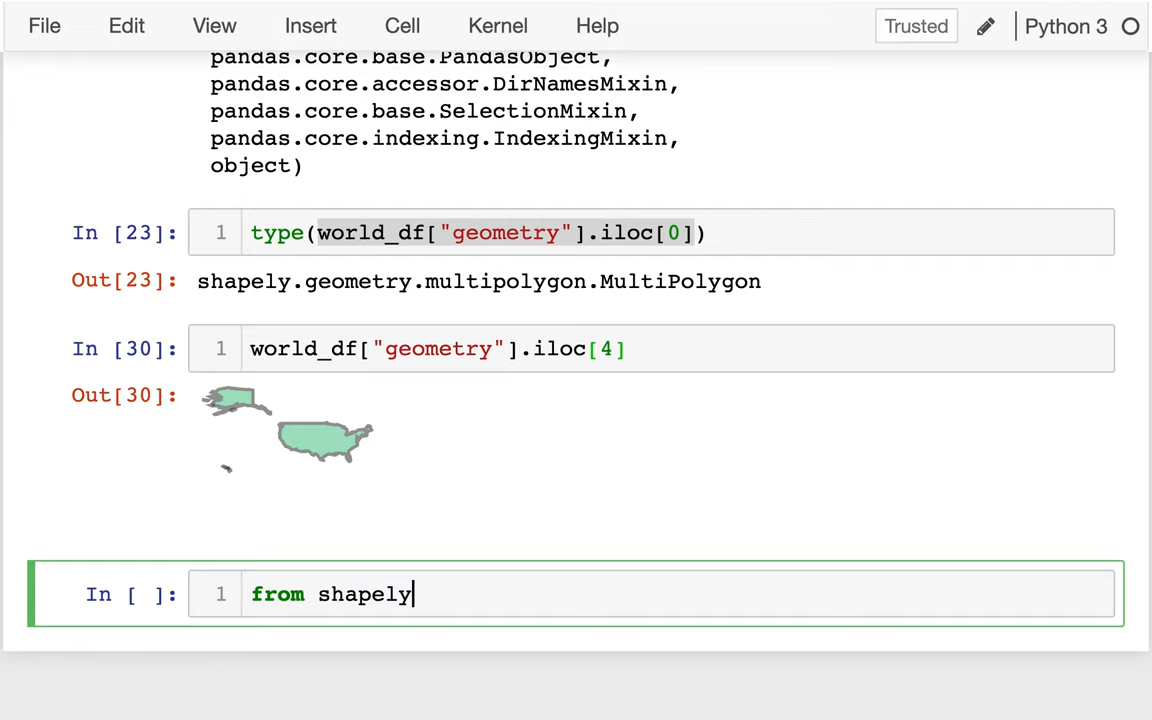 File Edit View Insert Cell Kernel Help Trusted Python 3
pandas.core.base.PandasObject,
pandas.core.accessor.DirNamesMixin,
pandas.core.base.SelectionMixin,
pandas.core.indexing.IndexingMixin,
object)
In [23]: 1 type(world_df["geometry"].iloc[0])
Out[23]: shapely.geometry.multipolygon.MultiPolygon
In [30]: 1 world_df["geometry"].iloc[4]
Out[30]:
In [ ]: 1 from shapely